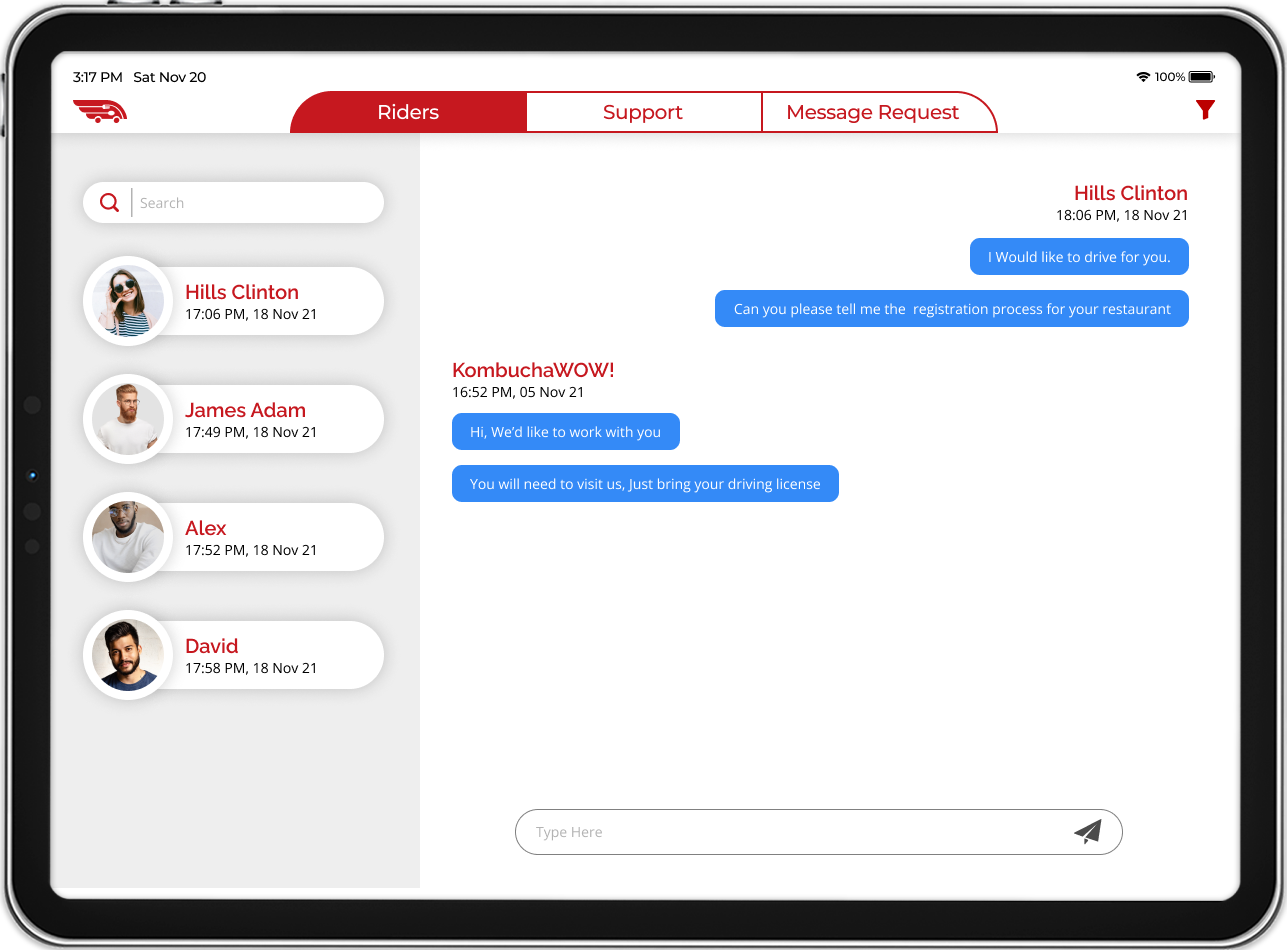 3:17 PM Sat Nov 20
100%
Riders
Support
Message Request
Search
Hills Clinton
17:06 PM, 18 Nov 21
James Adam
17:49 PM, 18 Nov 21
Alex
17:52 PM, 18 Nov 21
David
17:58 PM, 18 Nov 21
Hills Clinton
18:06 PM, 18 Nov 21
I Would like to drive for you.
Can you please tell me the  registration process for your restaurant
KombuchaWOW!
16:52 PM, 05 Nov 21
Hi, We’d like to work with you
You will need to visit us, Just bring your driving license
Type Here